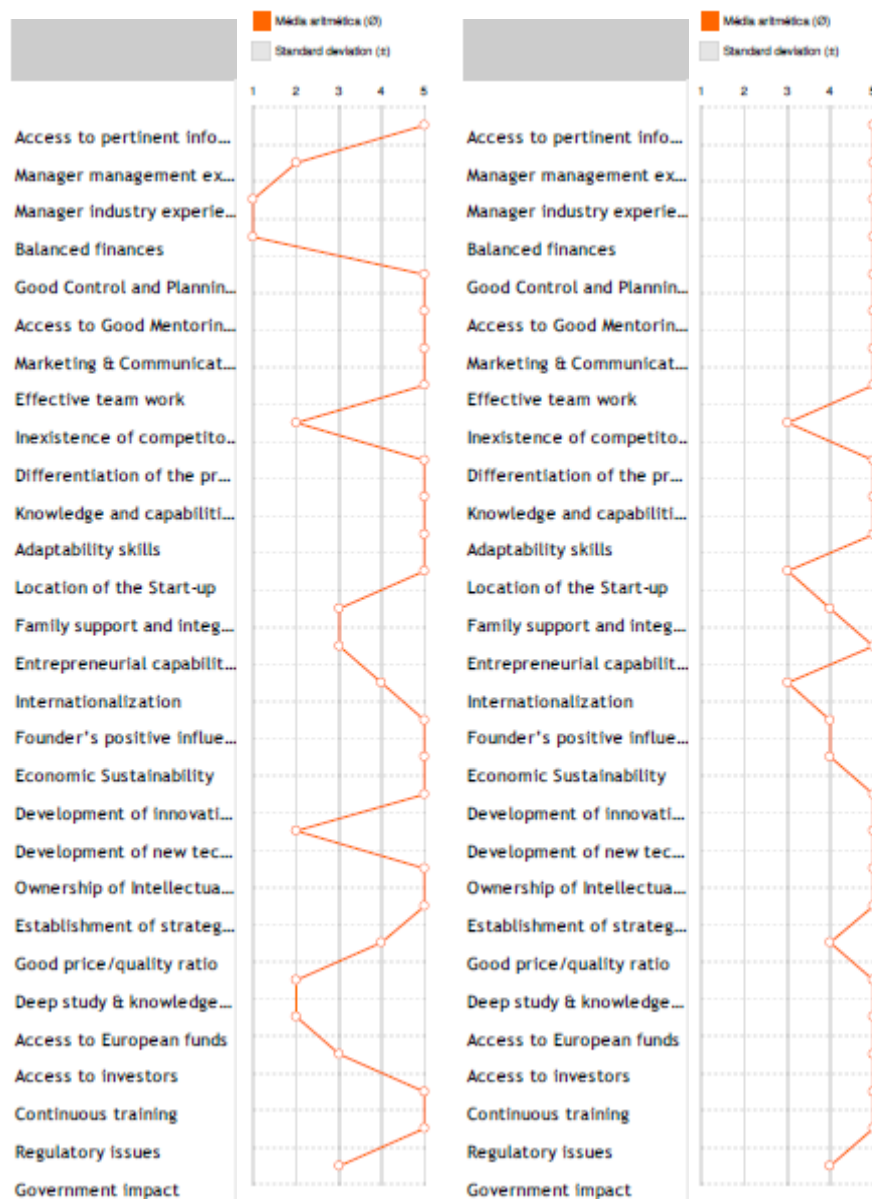 Média aritmética (Ø)
Standard deviation (±)
1 2 3 4 5
Access to pertinent info...
Manager management ex...
Manager industry experie...
Balanced finances
Good Control and Plannin...
Access to Good Mentorin...
Marketing & Communicat...
Effective team work
Inexistence of competito...
Differentiation of the pr...
Knowledge and capabiliti...
Adaptability skills
Location of the Start-up
Family support and integ...
Entrepreneurial capabilit...
Internationalization
Founder's positive influe...
Economic Sustainability
Development of innovati...
Development of new tec...
Ownership of Intellectua...
Establishment of strateg...
Good price/quality ratio
Deep study & knowledge...
Access to European funds
Access to investors
Continuous training
Regulatory issues
Government impact
Média aritmética (Ø)
Standard deviation (±)
1 2 3 4 5
Access to pertinent info...
Manager management ex...
Manager industry experie...
Balanced finances
Good Control and Plannin...
Access to Good Mentorin...
Marketing & Communicat...
Effective team work
Inexistence of competito...
Differentiation of the pr...
Knowledge and capabiliti...
Adaptability skills
Location of the Start-up
Family support and integ...
Entrepreneurial capabilit...
Internationalization
Founder's positive influe...
Economic Sustainability
Development of innovati...
Development of new tec...
Ownership of Intellectua...
Establishment of strateg...
Good price/quality ratio
Deep study & knowledge...
Access to European funds
Access to investors
Continuous training
Regulatory issues
Government impact